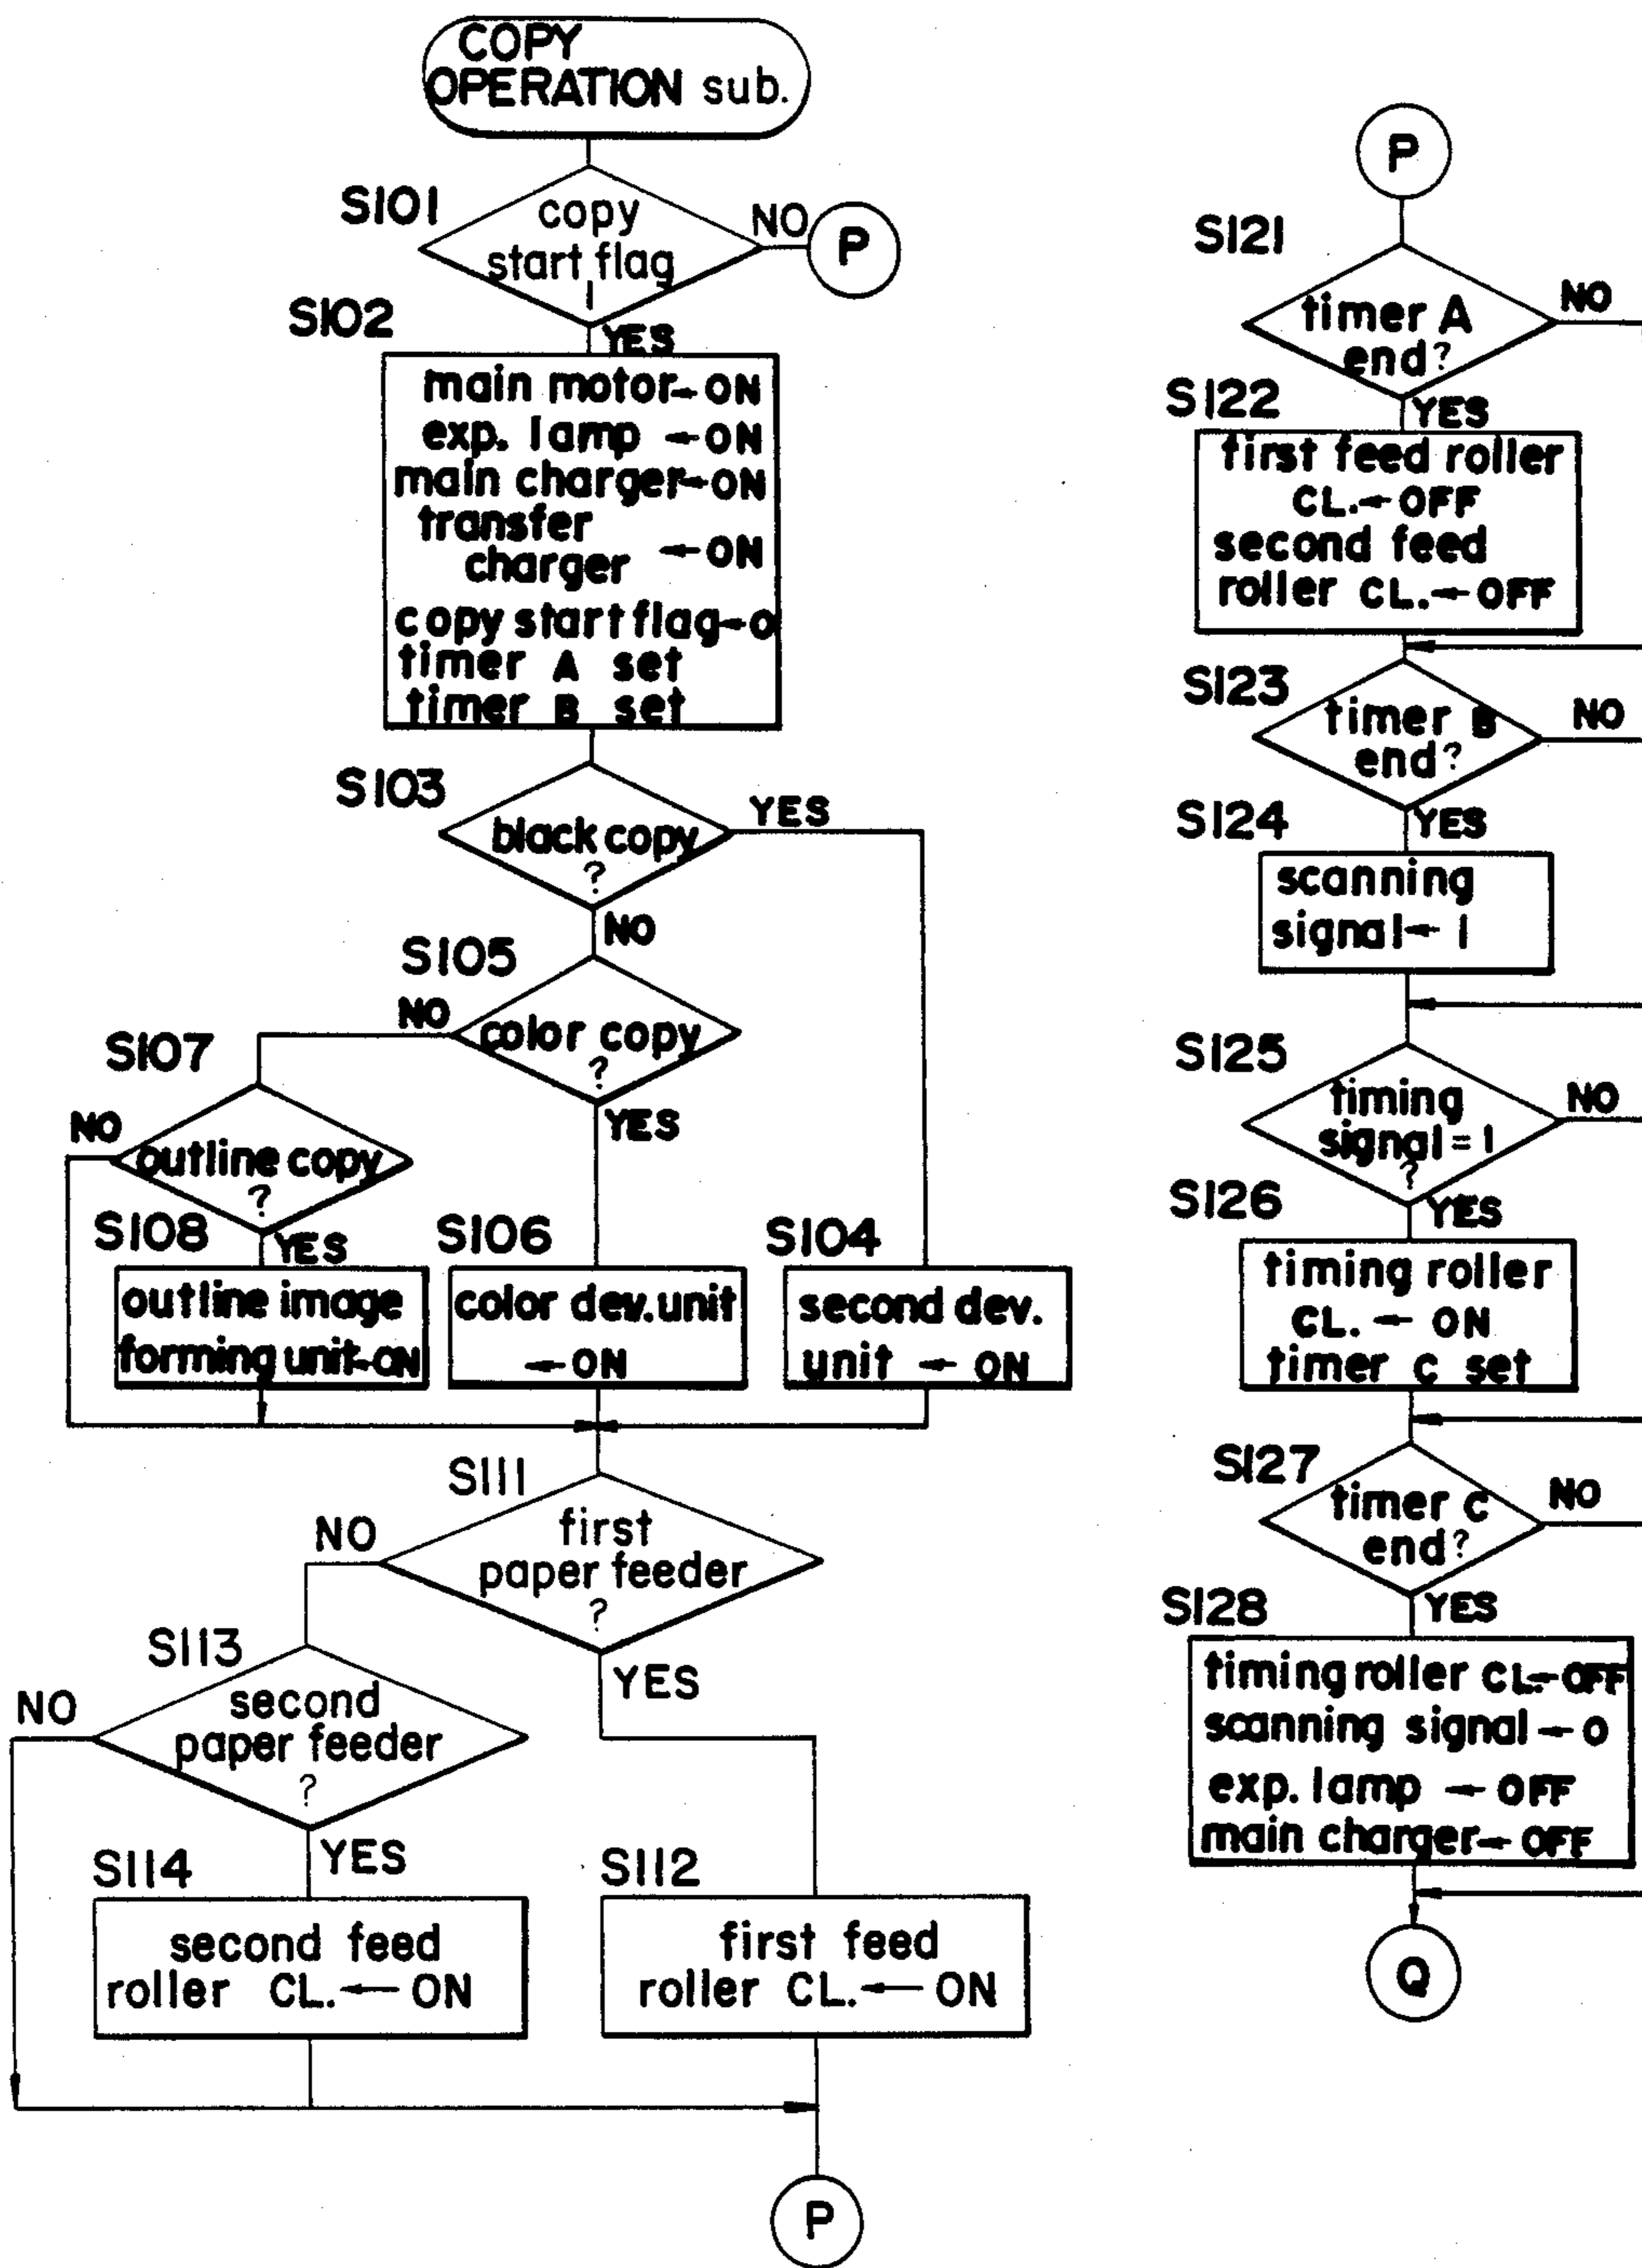 COPY
OPERATION sub.
S101
copy
start flag
1
NO
P
YES
S102
main motor←ON
exp. lamp ←ON
main charger←ON
transfer
charger ←ON
copy start flag←0
timer A set
timer B set
S103
black copy
?
YES
NO
S105
color copy
?
NO
YES
S107
outline copy
?
NO
YES
S108
outline image
forming unit←ON
S106
color dev. unit
←ON
S104
second dev.
unit ← ON
S111
first
paper feeder
?
NO
YES
S113
second
paper feeder
?
NO
YES
S114
second feed
roller CL.← ON
S112
first feed
roller CL.← ON
P
P
S121
timer A
end?
NO
YES
S122
first feed roller
CL.← OFF
second feed
roller CL.← OFF
S123
timer B
end?
NO
YES
S124
scanning
signal← 1
S125
timing
signal=1
?
NO
YES
S126
timing roller
CL. ← ON
timer C set
S127
timer C
end?
NO
YES
S128
timing roller CL.←OFF
scanning signal ← 0
exp. lamp ← OFF
main charger← OFF
Q